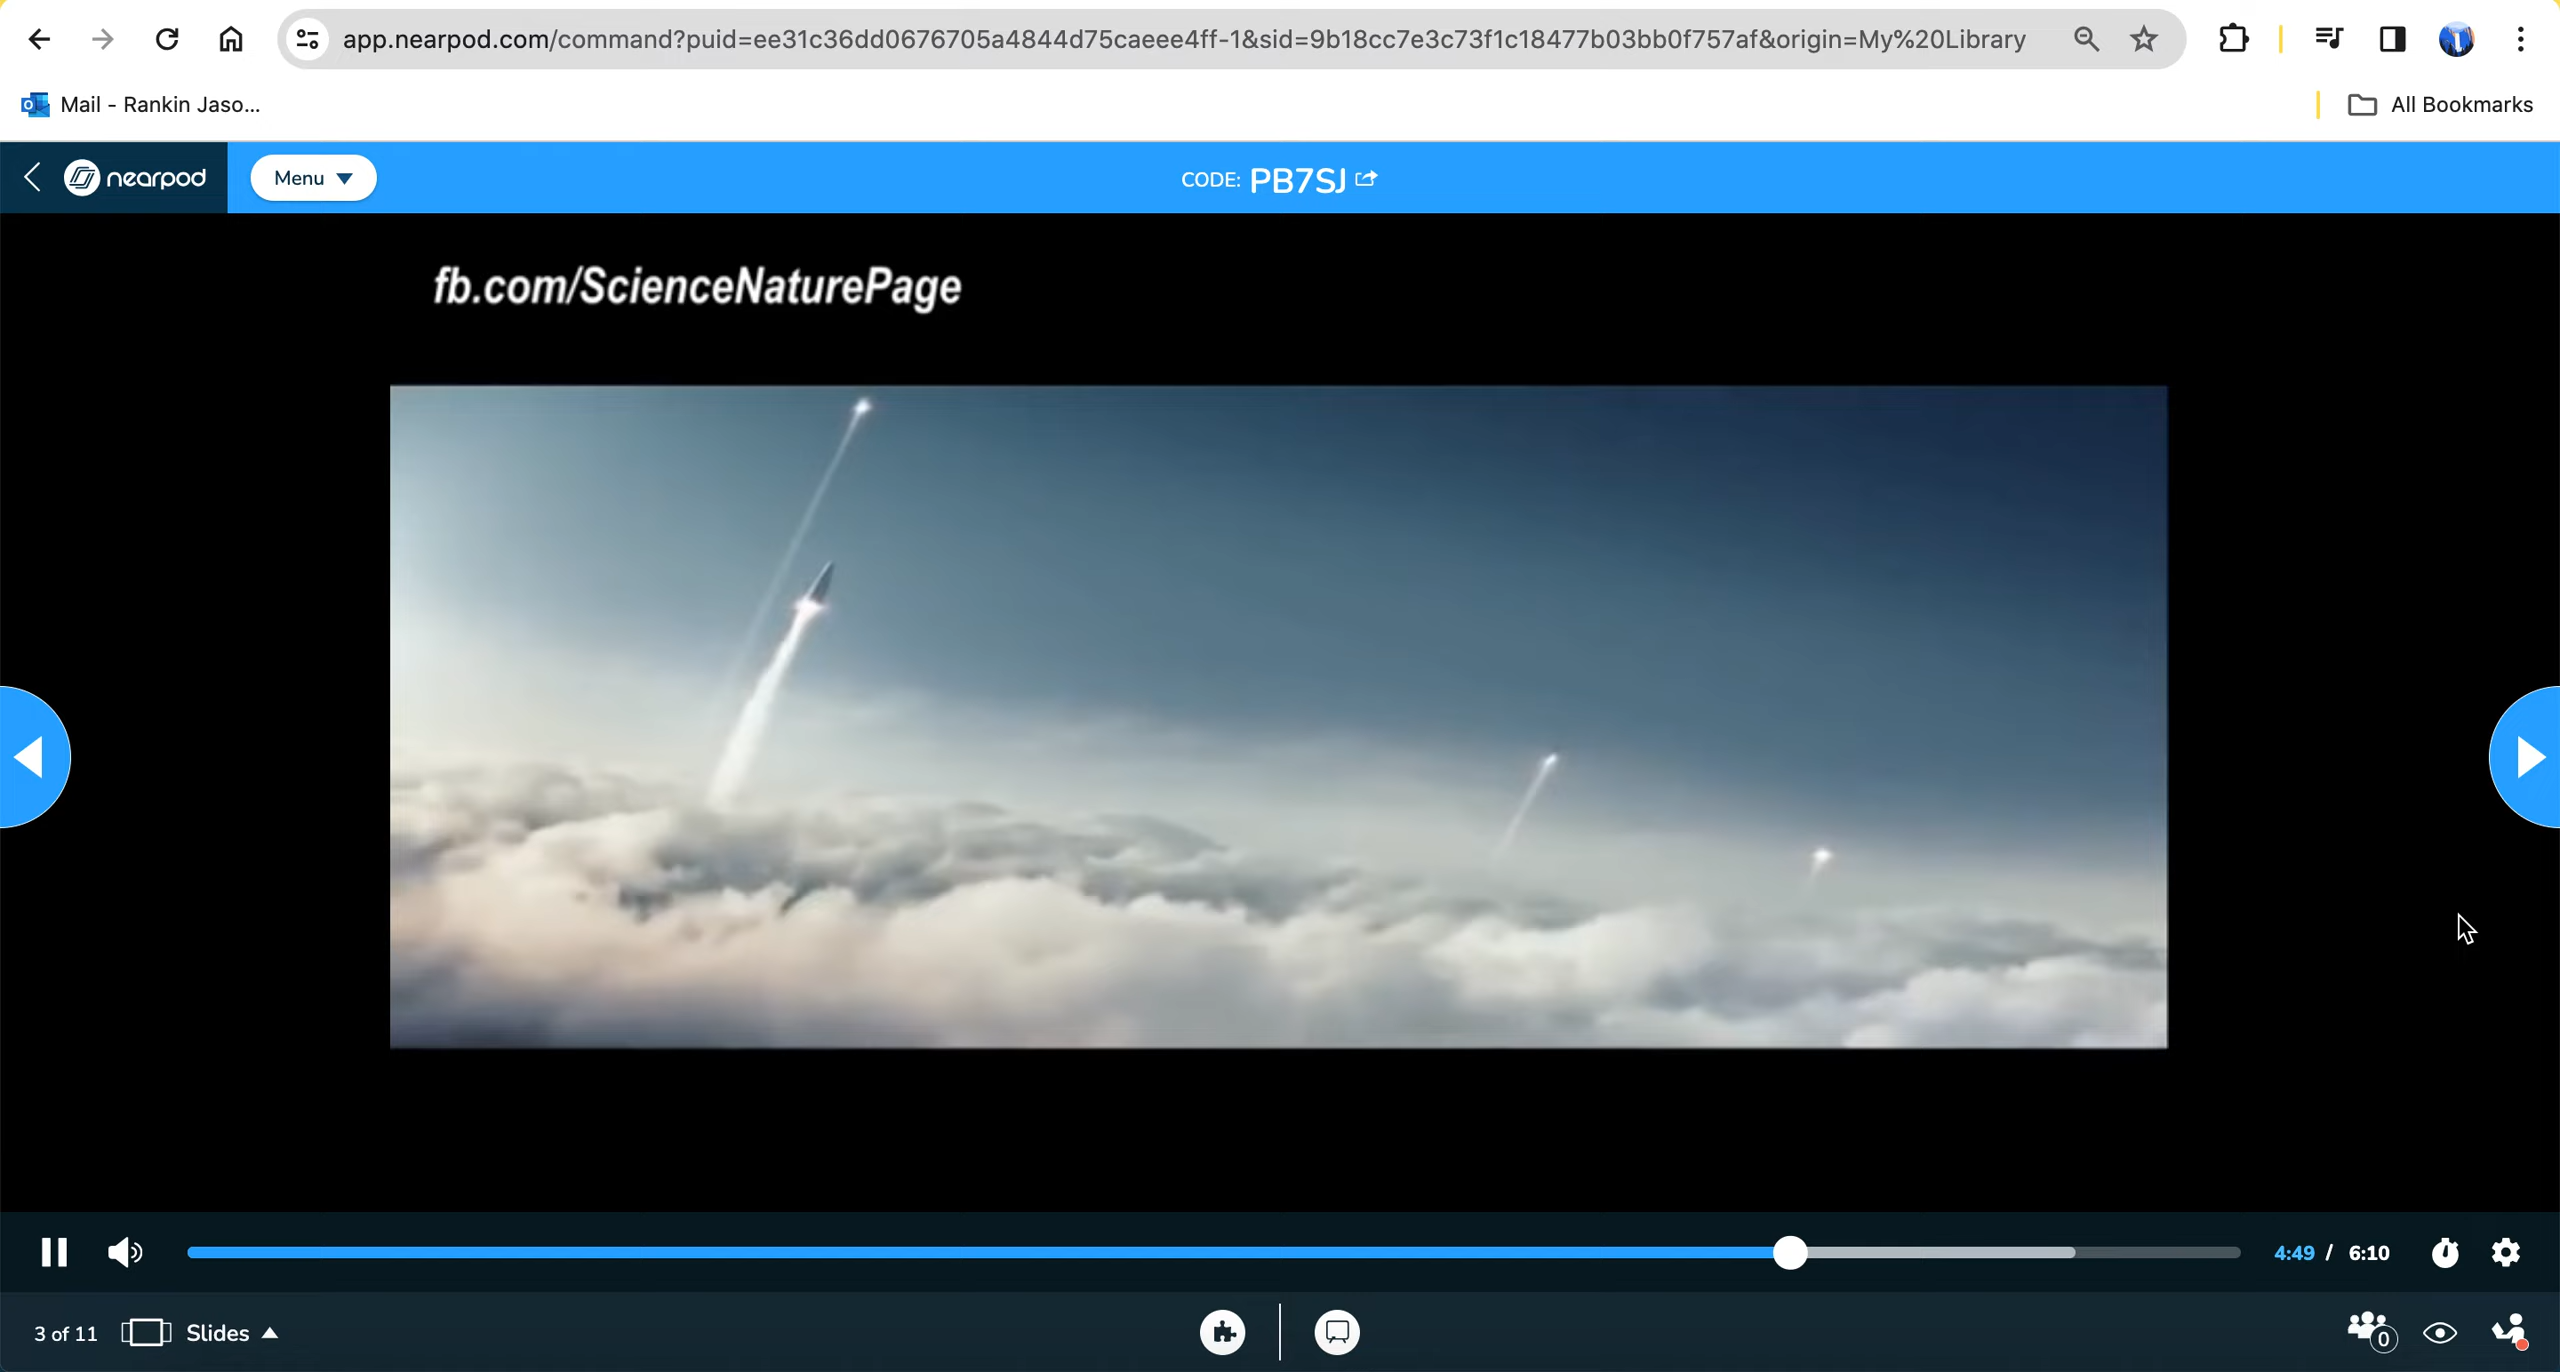 app.nearpod.com/command?puid=ee31c36dd0676705a4844d75caeee4ff-1&sid=9b18cc7e3c73f1c18477b03bb0f757af&origin=My%20Library
Mail - Rankin Jaso...
All Bookmarks
nearpod
Menu
CODE: PB7SJ
fb.com/ScienceNaturePage
4:49 / 6:10
3 of 11
Slides
0